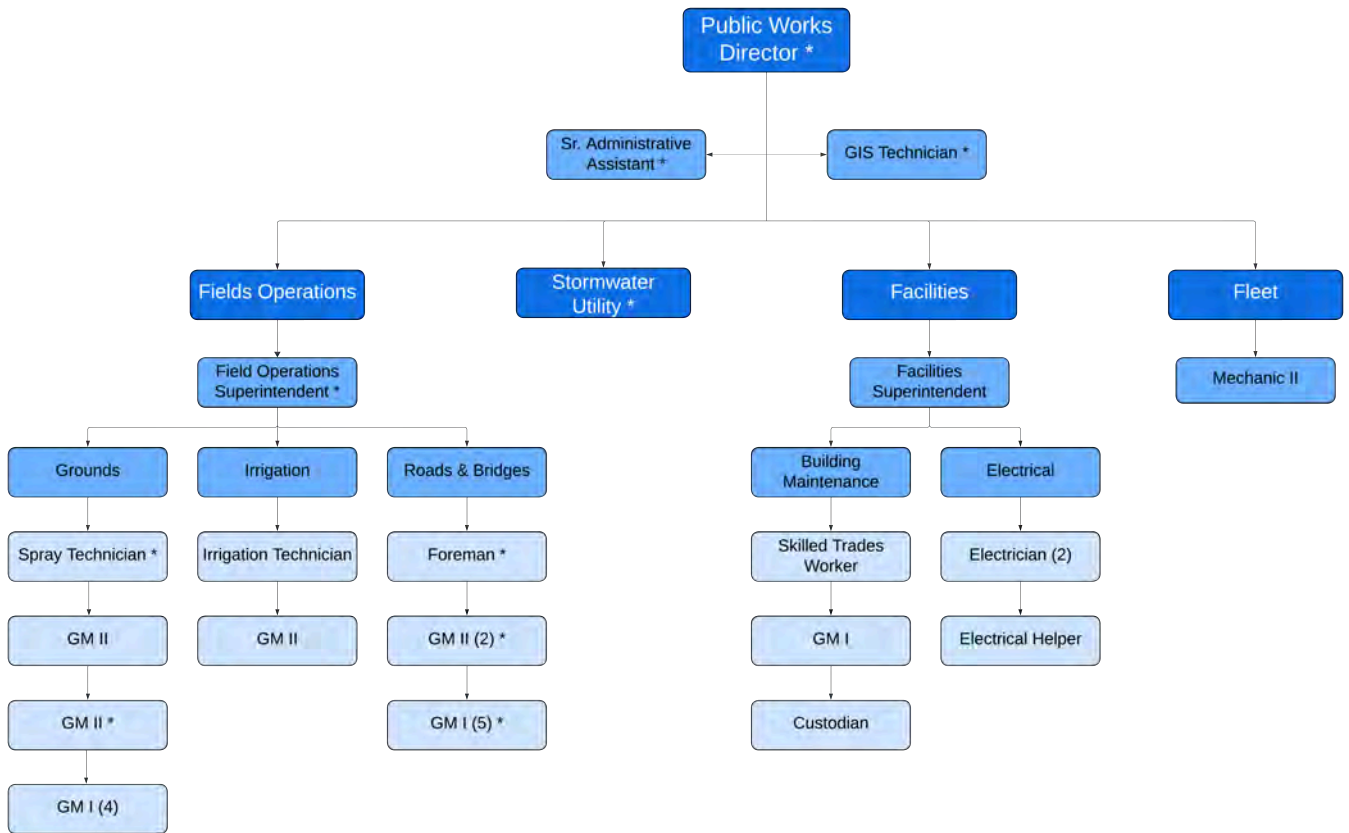 Public Works
Director *
Sr. Administrative
Assistant *
GIS Technician *
Fields Operations
Stormwater
Utility *
Facilities
Fleet
Field Operations
Superintendent *
Facilities
Superintendent
Mechanic II
Grounds
Irrigation
Roads & Bridges
Building
Maintenance
Electrical
Spray Technician *
Irrigation Technician
Foreman *
Skilled Trades
Worker
Electrician (2)
GM II
GM II
GM II (2) *
GM I
Electrical Helper
GM II *
GM I (5) *
Custodian
GM I (4)